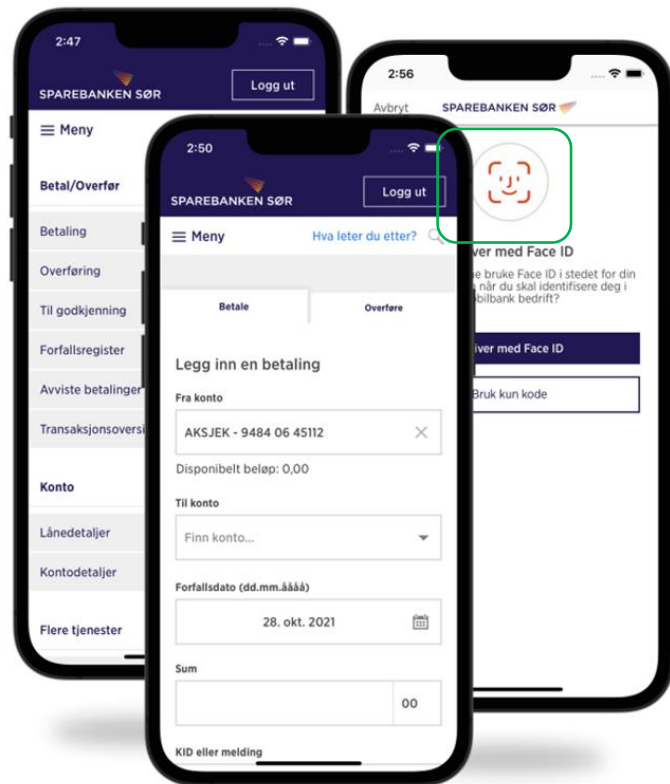 2:47
SPAREBANKEN SØR
Logg ut
Meny
Betal/Overfør
Betaling
Overføring
Til godkjenning
Forfallsregister
Avviste betalinger
Konto
Lånedetaljer
Kontodetaljer
Flere tjenester
2:50
SPAREBANKEN SØR
Logg ut
Meny
Hva leter du etter?
Betale
Overføre
Legg inn en betaling
Fra konto
AKSJEK - 9484 06 45112
Disponibelt beløp: 0,00
Til konto
Finn konto...
Forfallsdato (dd.mm.åååå)
28. okt. 2021
Sum
00
KID eller melding
2:56
Avbryt
SPAREBANKEN SØR
med Face ID
bruke Face ID i stedet for din
når du skal identifisere deg i
bedrift?
med Face ID
Bruk kun kode